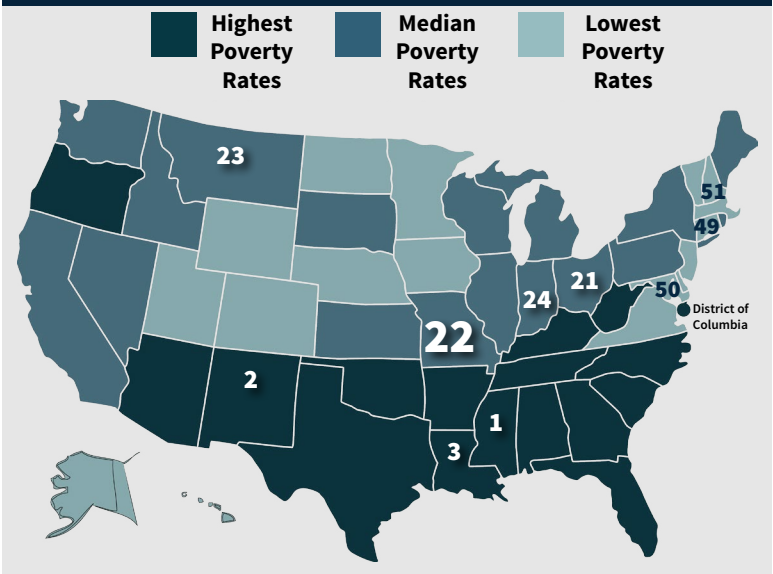 Highest
Poverty
Rates
Median
Poverty
Rates
Lowest
Poverty
Rates
23
51
49
21
24
50
District of
Columbia
22
2
1
3